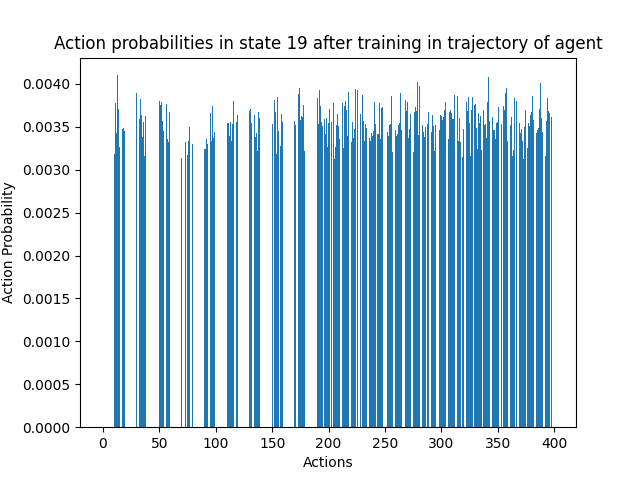 Action probabilities in state 19 after training in trajectory of agent
0.0040
0.0035
0.0030
0.0025
0.0020
0.0015
0.0010
0.0005
0.0000
Action Probability
0 50 100 150 200 250 300 350 400
Actions